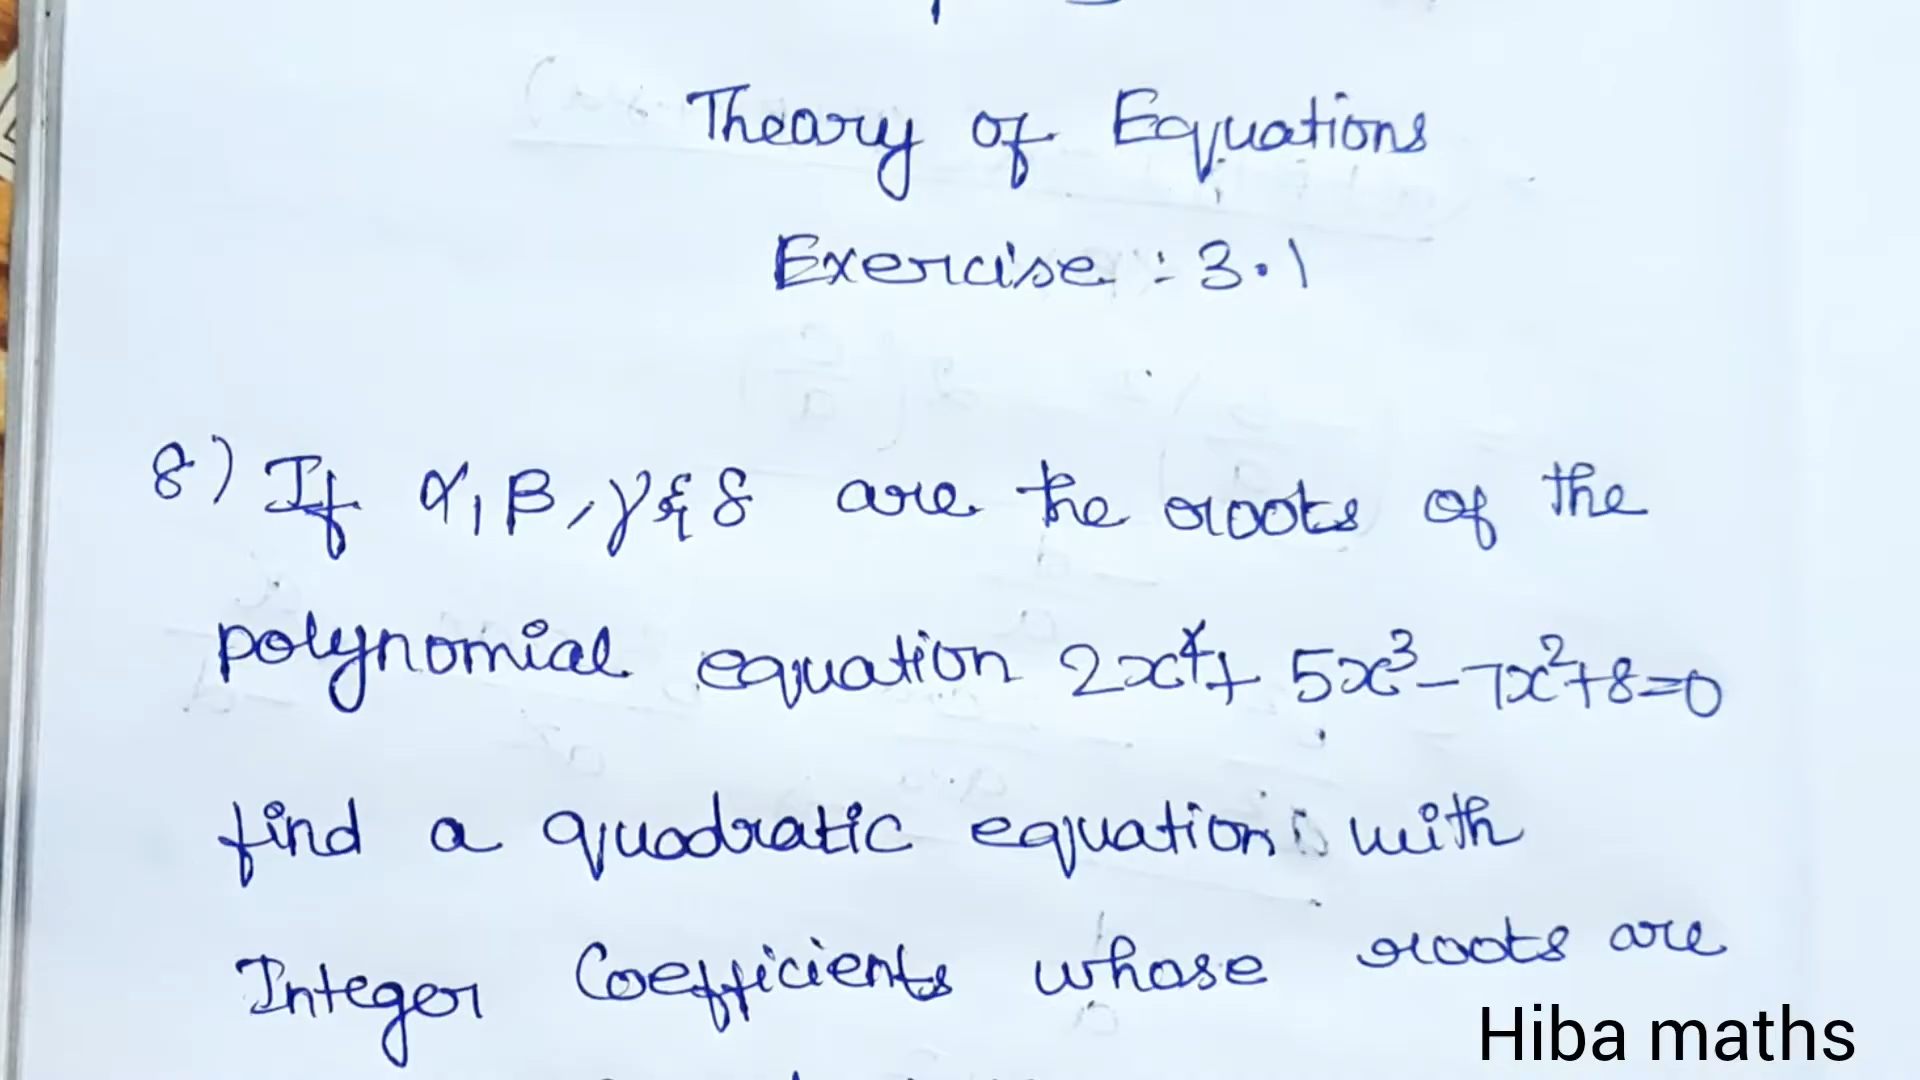 Theory of Equations
Exercise : 3.1
8) If α, β, γ & δ are the roots of the
polynomial equation 2x⁴+ 5x³-7x²+8=0
find a quadratic equation with
Integer Coefficients whose roots are
Hiba maths